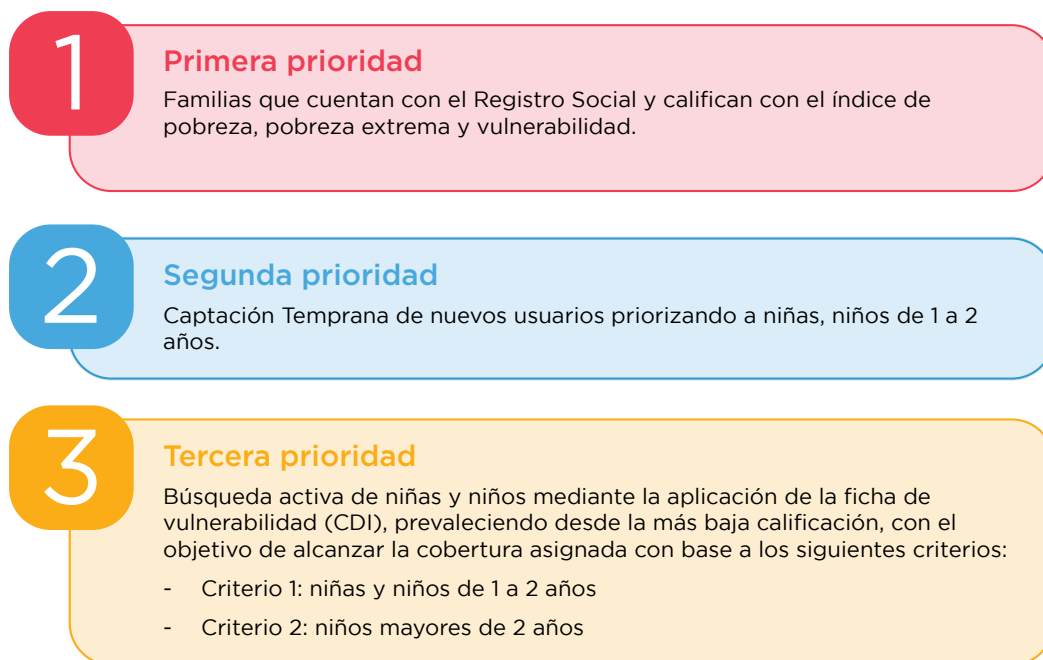 1
Primera prioridad
Familias que cuentan con el Registro Social y califican con el índice de
pobreza, pobreza extrema y vulnerabilidad.
2
Segunda prioridad
Captación Temprana de nuevos usuarios priorizando a niñas, niños de 1 a 2
años.
3
Tercera prioridad
Búsqueda activa de niñas y niños mediante la aplicación de la ficha de
vulnerabilidad (CDI), prevaleciendo desde la más baja calificación, con el
objetivo de alcanzar la cobertura asignada con base a los siguientes criterios:
- Criterio 1: niñas y niños de 1 a 2 años
- Criterio 2: niños mayores de 2 años